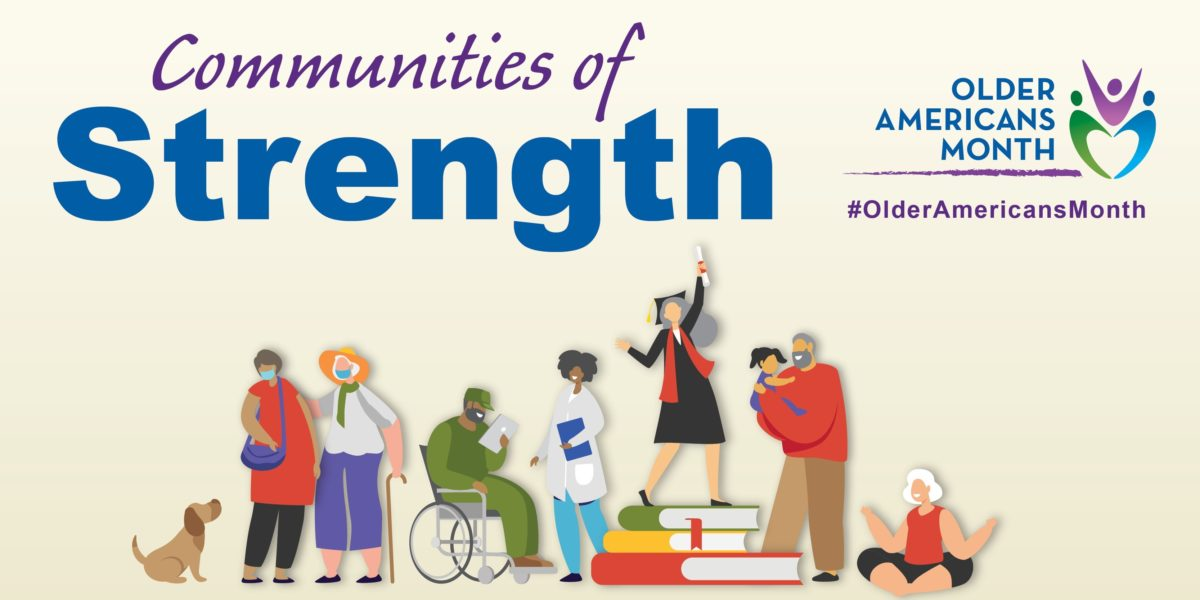 Communities of
Strength
OLDER
AMERICANS
MONTH
#OlderAmericansMonth